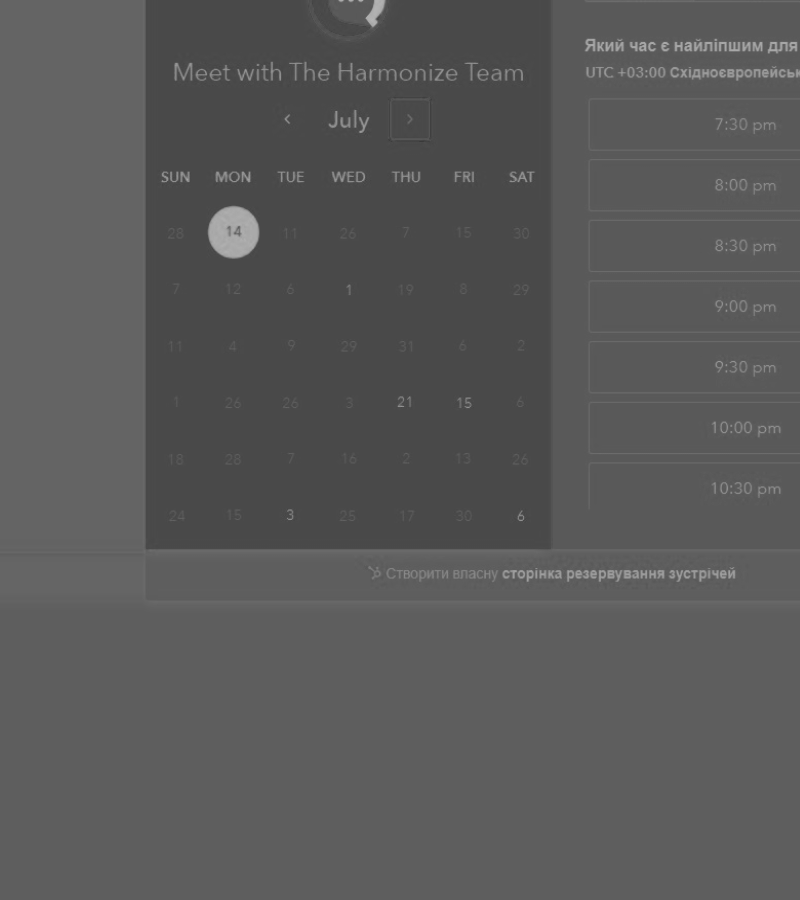 Meet with The Harmonize Team
July
SUN MON TUE WED THU FRI SAT
28 14 11 26 7 15 30
7 12 6 1 19 8 29
11 4 9 29 31 6 2
1 26 26 3 21 15 6
18 28 7 16 2 13 26
24 15 3 25 17 30 6
Який час є найліпшим для
UTC +03:00
7:30 pm
8:00 pm
8:30 pm
9:00 pm
9:30 pm
10:00 pm
10:30 pm
Створити власну сторінка резервування зустрічей